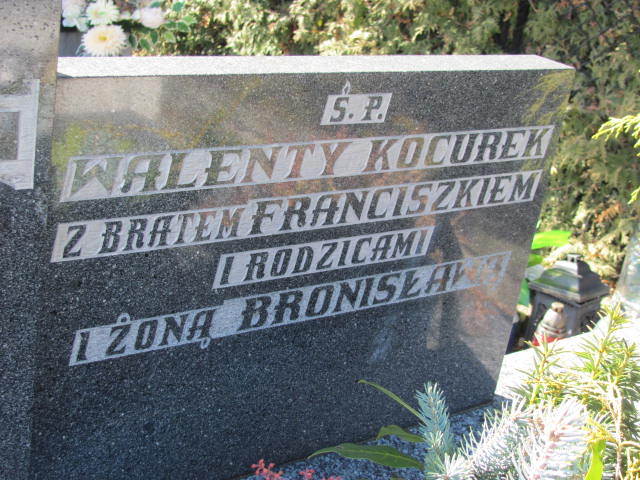 Ś. P.
WALENTY KOCUREK
Z BRATEM FRANCISZKIEM
I RODZICAMI
I ŻONĄ BRONISŁAWĄ